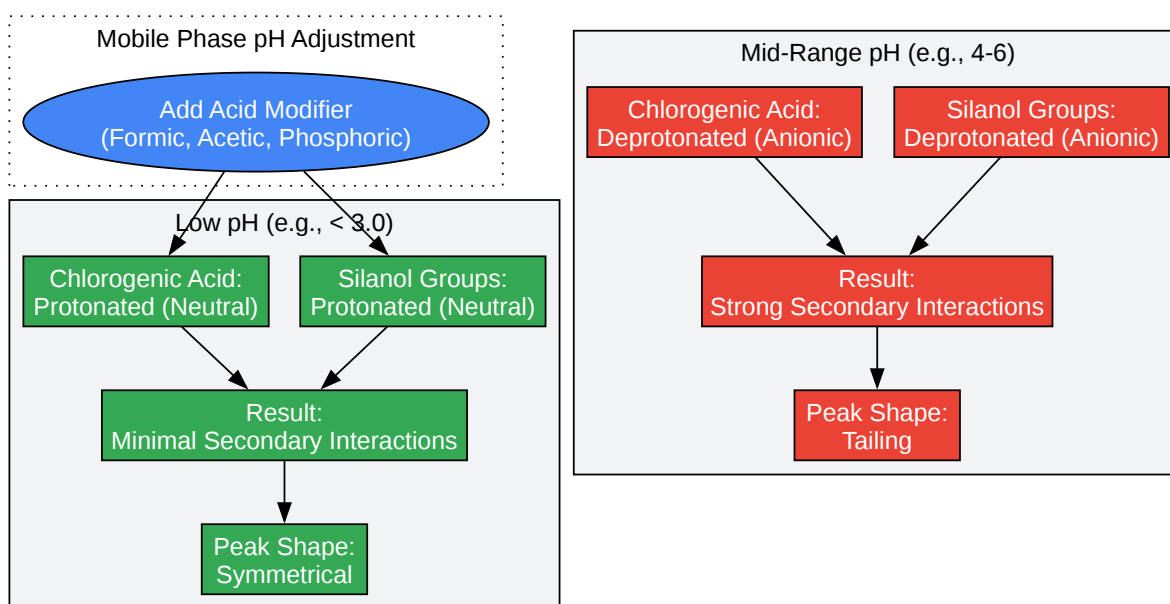 Mobile Phase pH Adjustment
Add Acid Modifier
(Formic, Acetic, Phosphoric)
Low pH (e.g., < 3.0)
Chlorogenic Acid:
Protonated (Neutral)
Silanol Groups:
Protonated (Neutral)
Result:
Minimal Secondary Interactions
Peak Shape:
Symmetrical
Mid-Range pH (e.g., 4-6)
Chlorogenic Acid:
Deprotonated (Anionic)
Silanol Groups:
Deprotonated (Anionic)
Result:
Strong Secondary Interactions
Peak Shape:
Tailing